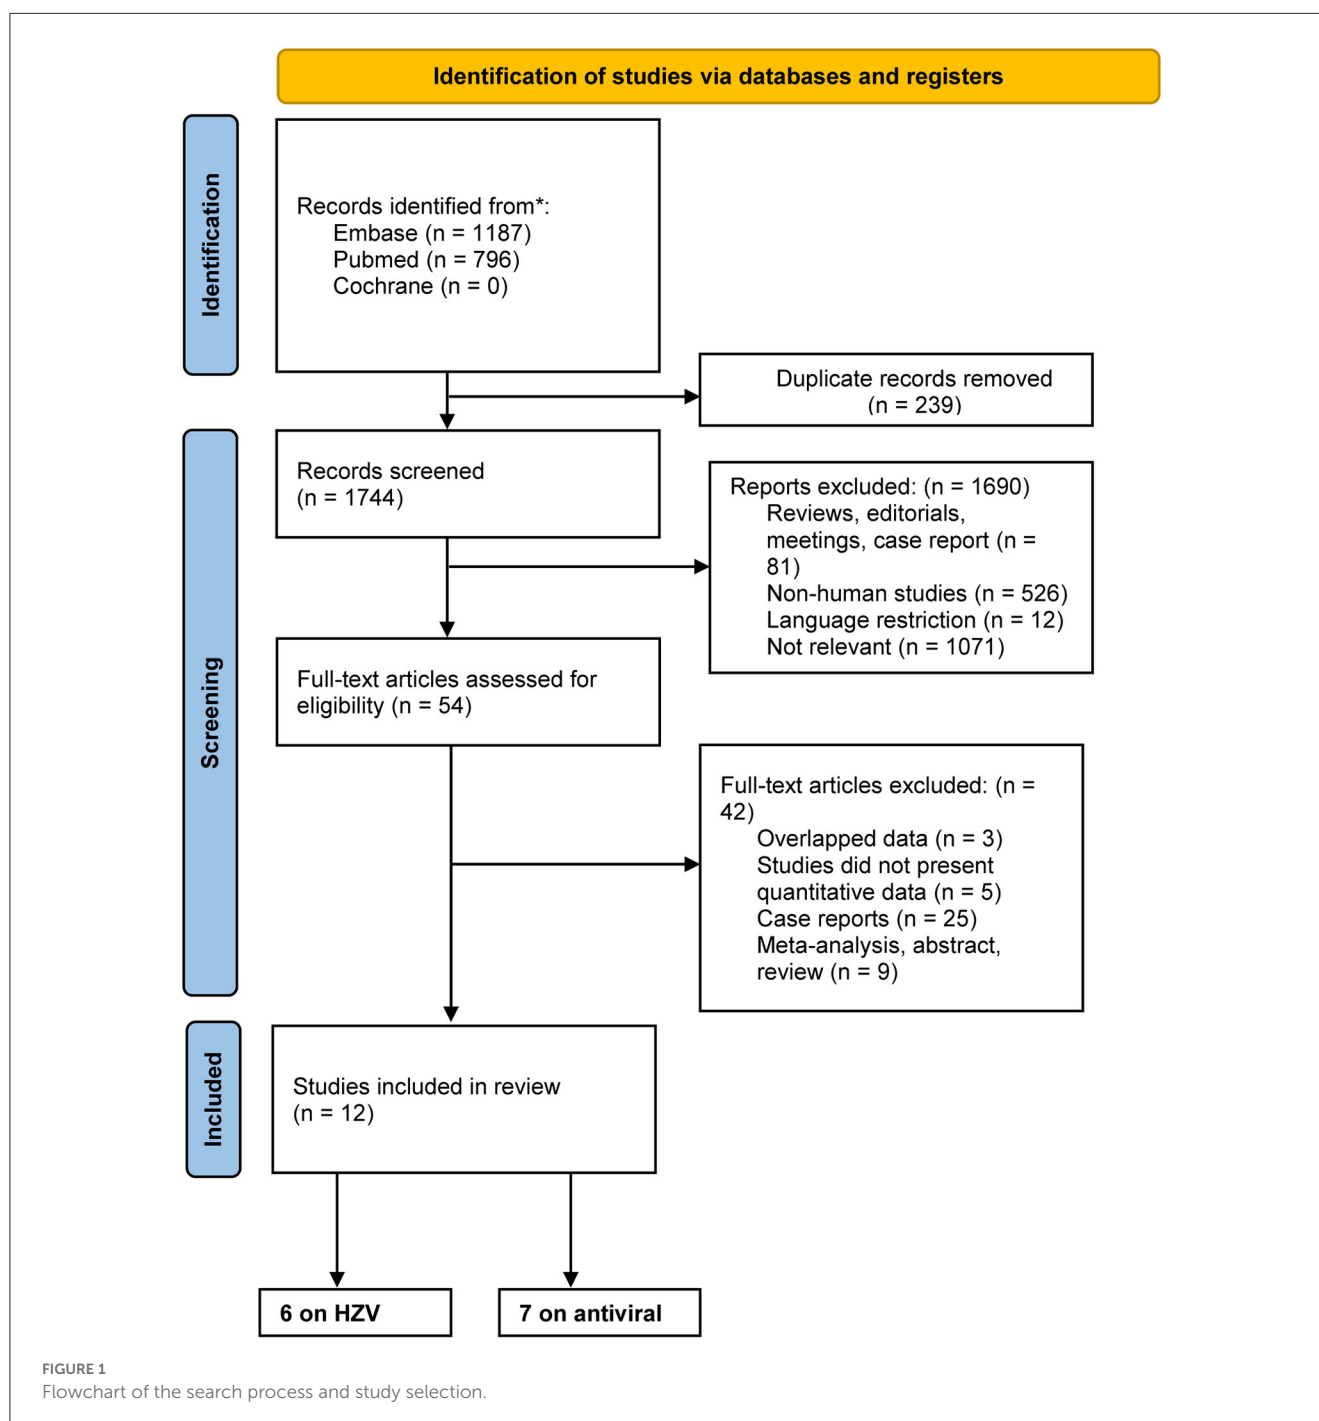 Identification of studies via databases and registers
Identification
Records identified from*:
Embase (n = 1187)
Pubmed (n = 796)
Cochrane (n = 0)
Duplicate records removed
(n = 239)
Screening
Records screened
(n = 1744)
Reports excluded: (n = 1690)
Reviews, editorials,
meetings, case report (n =
81)
Non-human studies (n = 526)
Language restriction (n = 12)
Not relevant (n = 1071)
Full-text articles assessed for
eligibility (n = 54)
Full-text articles excluded: (n =
42)
Overlapped data (n = 3)
Studies did not present
quantitative data (n = 5)
Case reports (n = 25)
Meta-analysis, abstract,
review (n = 9)
Included
Studies included in review
(n = 12)
6 on HZV
7 on antiviral
FIGURE 1
Flowchart of the search process and study selection.